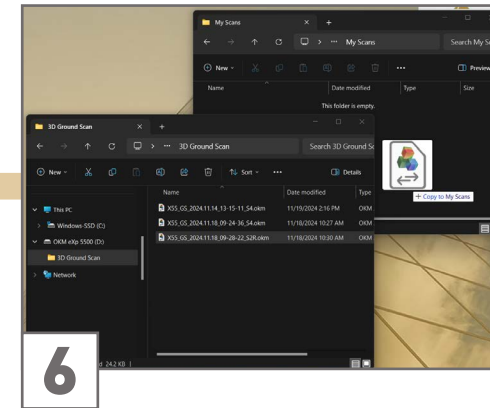 My Scans
My Scans
Search My S
New
Preview
Name
Date modified
Type
Size
This folder is empty.
3D Ground Scan
3D Ground Scan
Search 3D Ground Sc
New
Sort
Details
Name
Date modified
Type
This PC
Windows-SSD (C:)
OKM eXp 5500 (D:)
3D Ground Scan
Network
X55_GS_2024.11.14_13-15-11_S4.okm 11/19/2024 2:16 PM OKM
X55_GS_2024.11.18_09-24-36_S4.okm 11/18/2024 10:27 AM OKM
X55_GS_2024.11.18_09-28-22_S2R.okm 11/18/2024 10:30 AM OKM
+ Copy to My Scans
d 24.2 KB
6